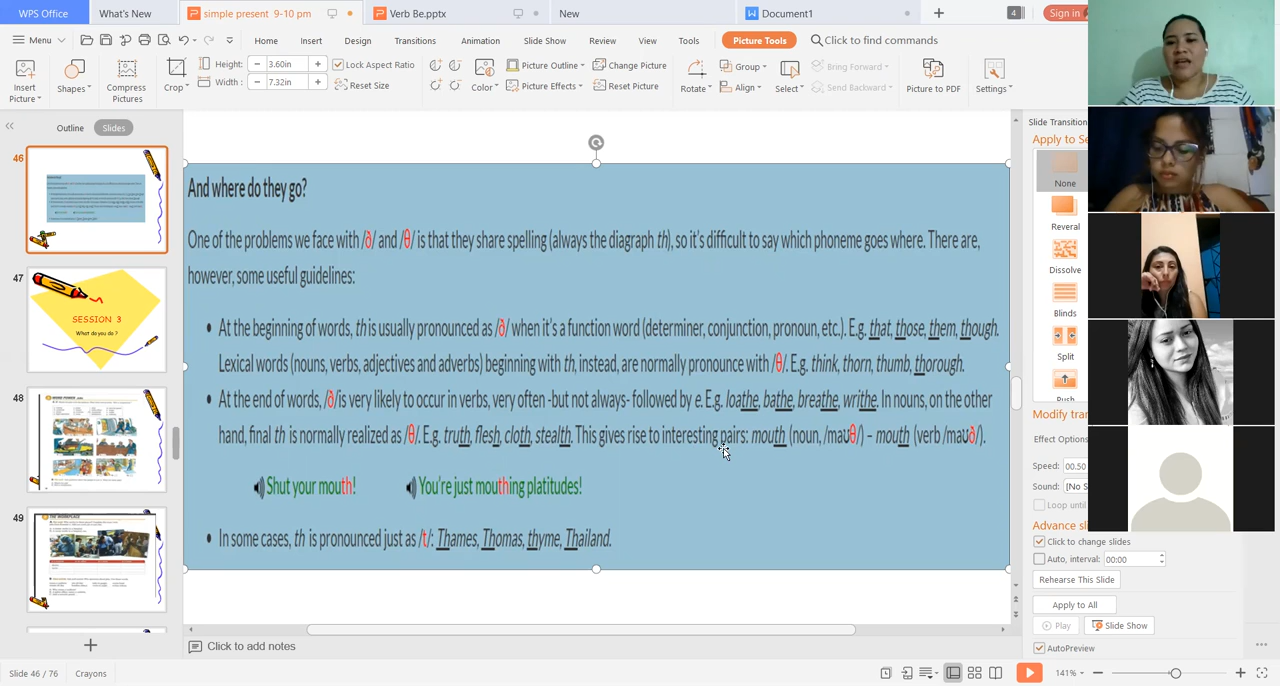 WPS Office What's New simple present 9-10 pm Verb Be.pptx New Document1 4 Sign in
Menu Home Insert Design Transitions Animation Slide Show Review View Tools Picture Tools Click to find commands
Height: 3.60in Lock Aspect Ratio Picture Outline Change Picture Group Bring Forward
Width : 7.32in Reset Size Picture Effects Reset Picture Align Send Backward
Insert Picture Shapes Compress Pictures Crop Color Rotate Select Picture to PDF Settings
Outline Slides
46
47
SESSION 3
What do you do ?
48
49
THE WORKPLACE
And where do they go?
One of the problems we face with /ð/ and /θ/ is that they share spelling (always the diagraph th), so it's difficult to say which phoneme goes where. There are,
however, some useful guidelines:
• At the beginning of words, th is usually pronounced as /ð/ when it's a function word (determiner, conjunction, pronoun, etc.). E.g. that, those, them, though.
Lexical words (nouns, verbs, adjectives and adverbs) beginning with th, instead, are normally pronounce with /θ/. E.g. think, thorn, thumb, thorough.
• At the end of words, /ð/is very likely to occur in verbs, very often -but not always- followed by e. E.g. loathe, bathe, breathe, writhe. In nouns, on the other
hand, final th is normally realized as /θ/. E.g. truth, flesh, cloth, stealth. This gives rise to interesting pairs: mouth (noun, /maʊθ/) – mouth (verb /maʊð/).
Shut your mouth! You're just mouthing platitudes!
• In some cases, th is pronounced just as /t/: Thames, Thomas, thyme, Thailand.
Slide Transition
Apply to Se
None
Reveral
Dissolve
Blinds
Split
Push
Modify tran
Effect Options
Speed: 00.50
Sound: [No S
Loop until
Advance sl
Click to change slides
Auto, interval: 00:00
Rehearse This Slide
Apply to All
Play Slide Show
AutoPreview
Click to add notes
Slide 46 / 76 Crayons 141%